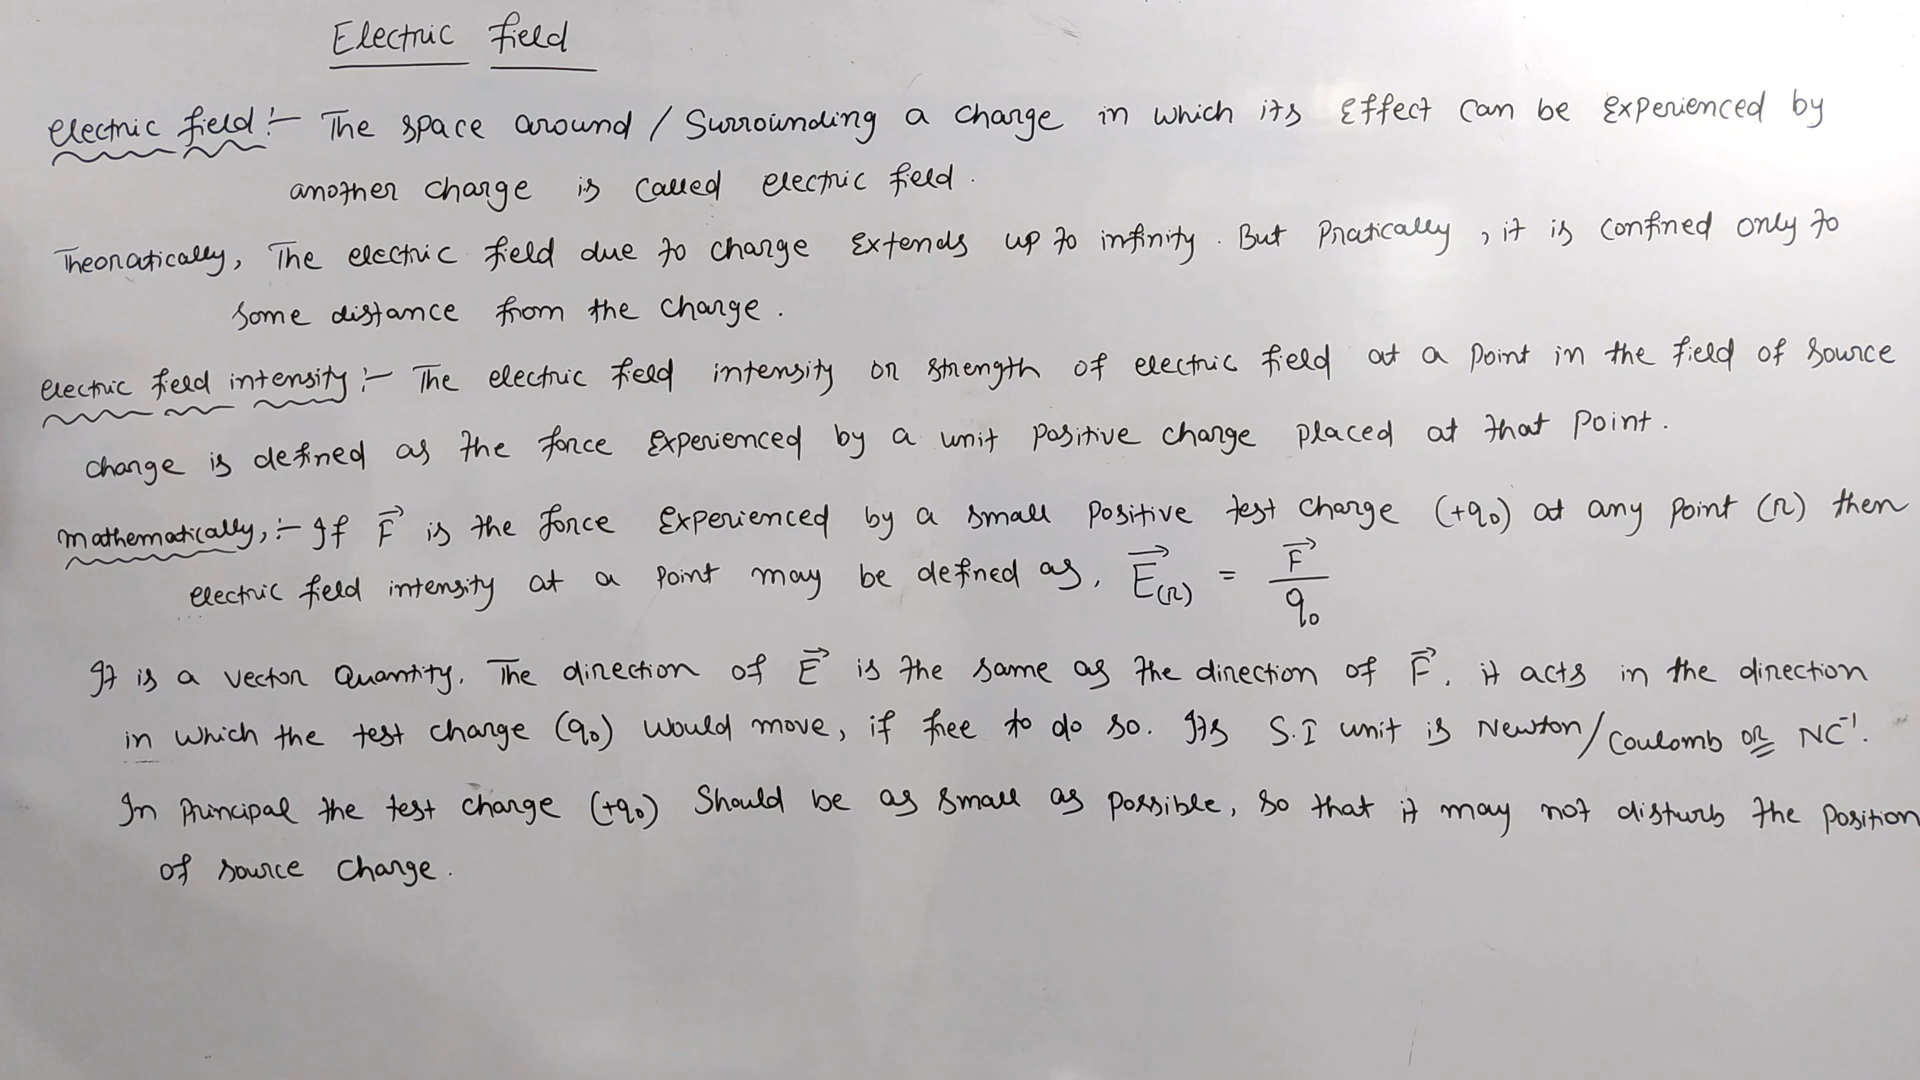 Electric field
electric field :- The space around / Surrounding a charge in which its Effect can be Experienced by
another charge is called electric field.
Theoratically, The electric field due to charge Extends up to infinity. But Pratically, it is confined only to
some distance from the charge.
electric field intensity :- The electric field intensity or strength of electric field at a point in the field of source
charge is defined as the force Experienced by a unit positive charge placed at that point.
Mathematically, :- If F⃗ is the force Experienced by a small positive test charge (+q₀) at any point (r) then
electric field intensity at a point may be defined as, E⃗(r) = F⃗/q₀
It is a vector Quantity. The direction of E⃗ is the same as the direction of F⃗. it acts in the direction
in which the test charge (q₀) would move, if free to do so. Its S.I unit is Newton/Coulomb OR NC⁻¹.
In Principal the test charge (+q₀) Should be as small as possible, so that it may not disturb the position
of source charge.